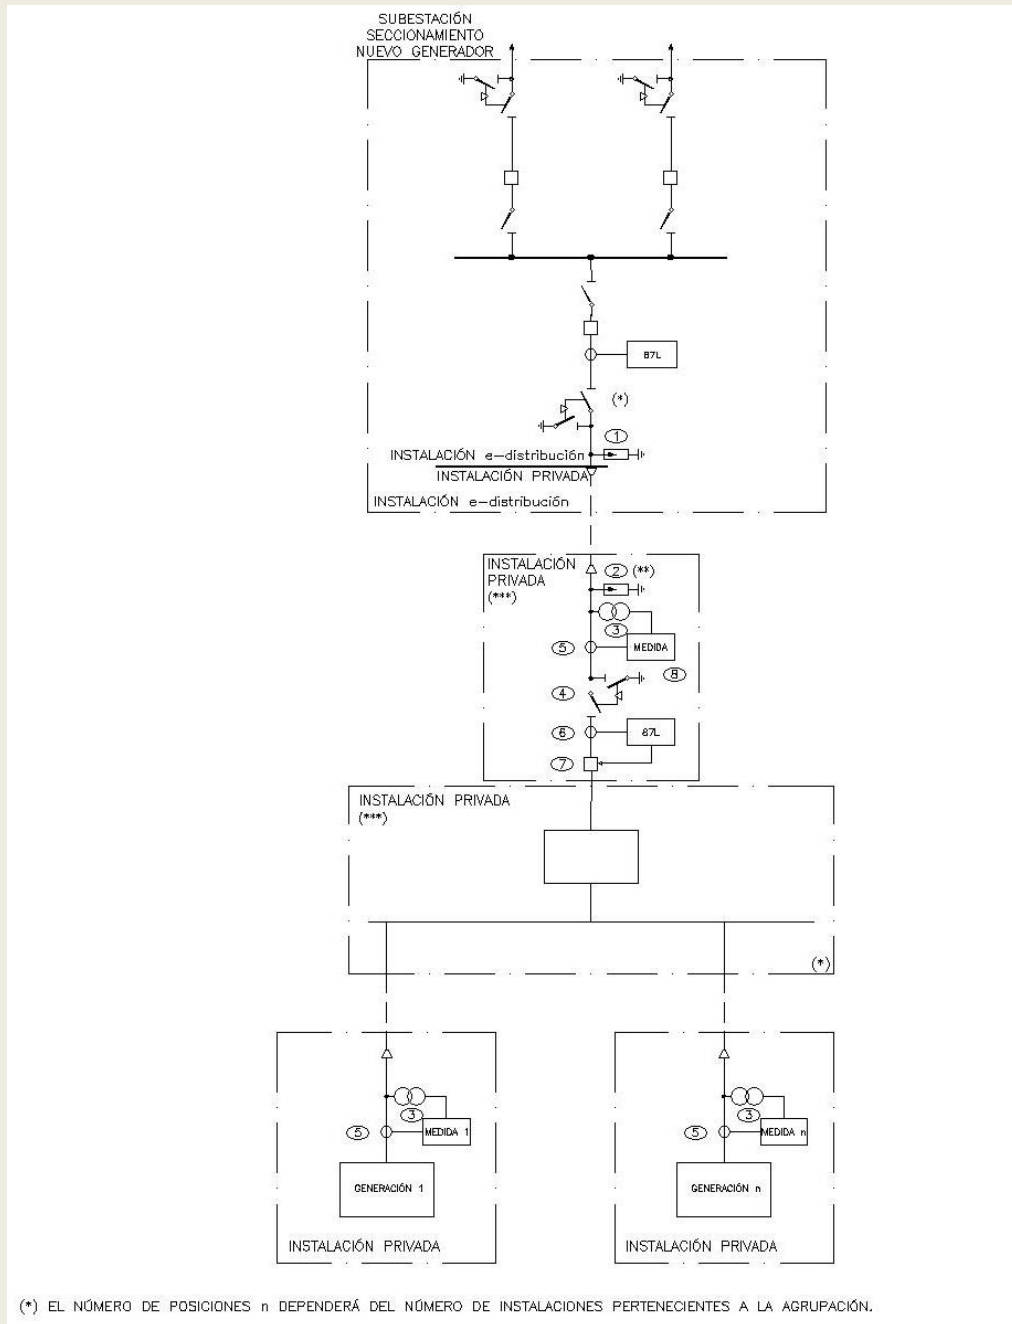 SUBESTACIÓN
SECCIONAMIENTO
NUEVO GENERADOR
87L
(*)
1
INSTALACIÓN e-distribución
INSTALACIÓN PRIVADA
INSTALACIÓN e-distribución
INSTALACIÓN
PRIVADA
(***)
2 (**)
3
5
MEDIDA
8
4
6
87L
7
INSTALACIÓN PRIVADA
(***)
(*)
3
5
MEDIDA 1
GENERACIÓN 1
INSTALACIÓN PRIVADA
3
5
MEDIDA n
GENERACIÓN n
INSTALACIÓN PRIVADA
(*) EL NÚMERO DE POSICIONES n DEPENDERÁ DEL NÚMERO DE INSTALACIONES PERTENECIENTES A LA AGRUPACIÓN.